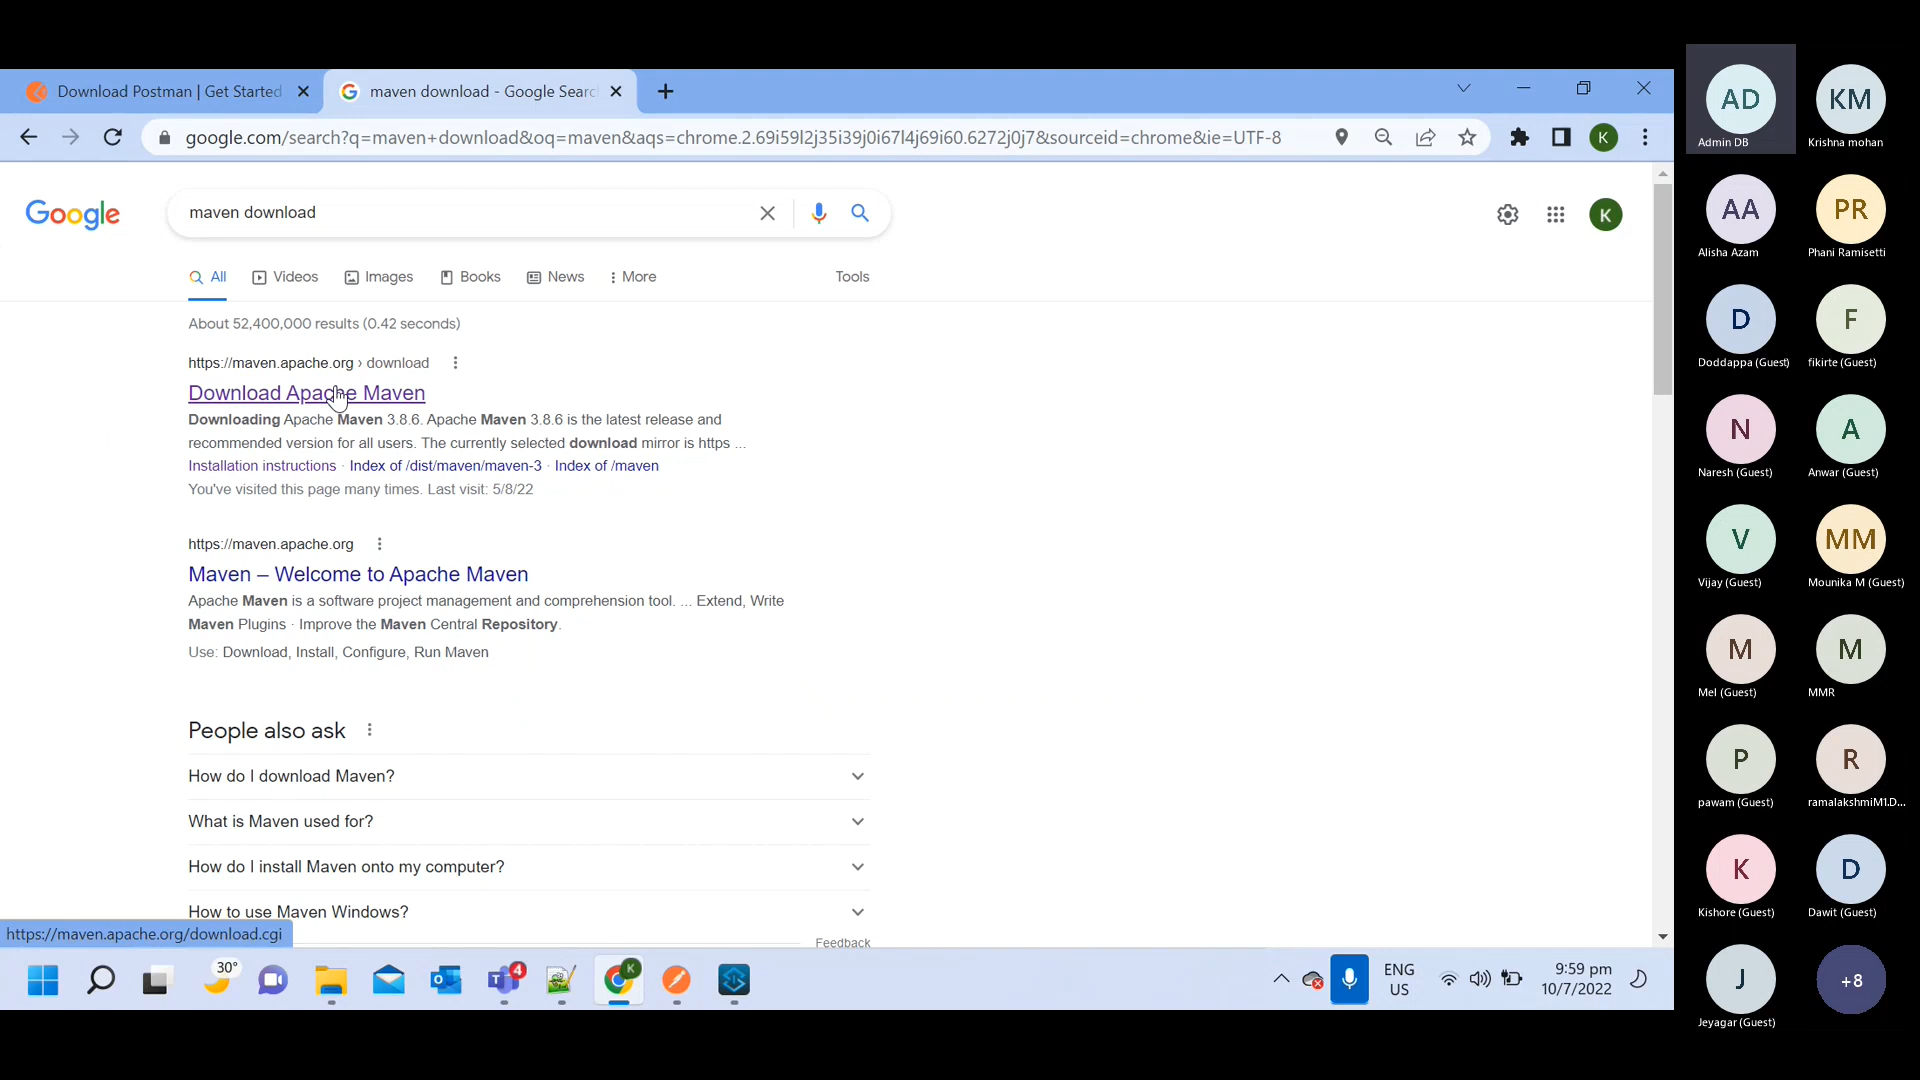 Download Postman | Get Started
maven download - Google Searc
google.com/search?q=maven+download&oq=maven&aqs=chrome.2.69i59l2j35i39j0i67l4j69i60.6272j0j7&sourceid=chrome&ie=UTF-8
K
Google
maven download
K
All
Videos
Images
Books
News
More
Tools
About 52,400,000 results (0.42 seconds)
https://maven.apache.org › download
Download Apache Maven
Downloading Apache Maven 3.8.6. Apache Maven 3.8.6 is the latest release and
recommended version for all users. The currently selected download mirror is https ...
Installation instructions · Index of /dist/maven/maven-3 · Index of /maven
You've visited this page many times. Last visit: 5/8/22
https://maven.apache.org
Maven – Welcome to Apache Maven
Apache Maven is a software project management and comprehension tool. ... Extend, Write
Maven Plugins · Improve the Maven Central Repository.
Use: Download, Install, Configure, Run Maven
People also ask
How do I download Maven?
What is Maven used for?
How do I install Maven onto my computer?
How to use Maven Windows?
https://maven.apache.org/download.cgi
Feedback
30°
4
K
ENG
US
9:59 pm
10/7/2022
AD
Admin DB
KM
Krishna mohan
AA
Alisha Azam
PR
Phani Ramisetti
D
Doddappa (Guest)
F
fikirte (Guest)
N
Naresh (Guest)
A
Anwar (Guest)
V
Vijay (Guest)
MM
Mounika M (Guest)
M
Mel (Guest)
M
MMR
P
pawam (Guest)
R
ramalakshmiM1.D...
K
Kishore (Guest)
D
Dawit (Guest)
J
Jeyagar (Guest)
+8